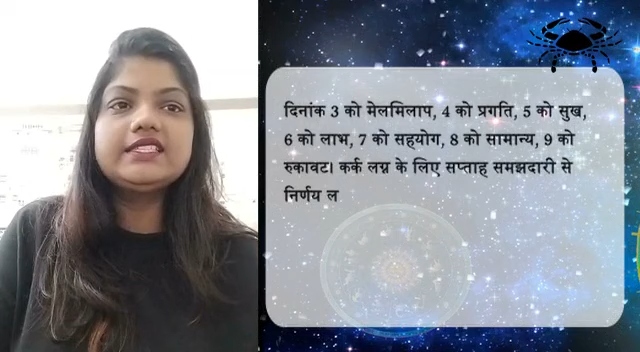 दिनांक 3 को मेलमिलाप, 4 को प्रगति, 5 को सुख,
6 को लाभ, 7 को सहयोग, 8 को सामान्य, 9 को
रुकावट। कर्क लग्न के लिए सप्ताह समझदारी से
निर्णय ल